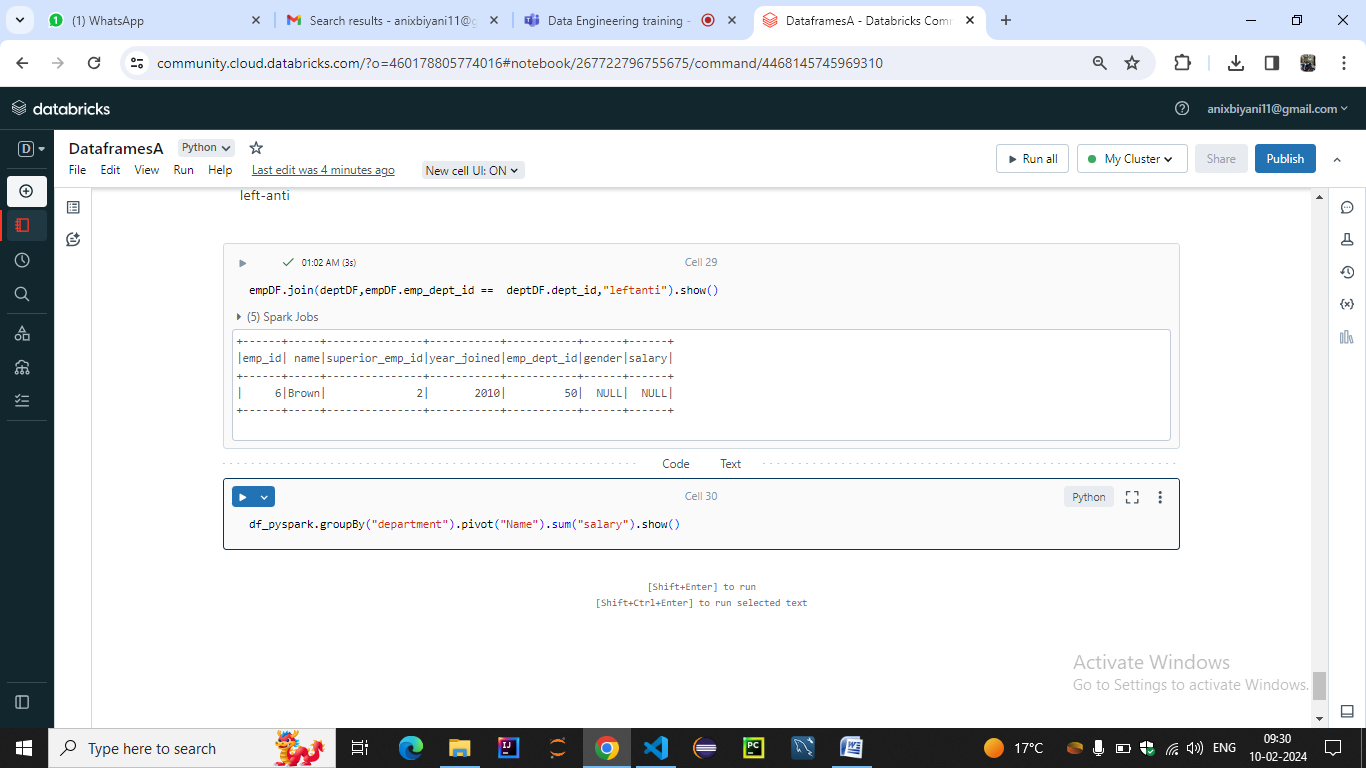 (1) WhatsApp
Search results - anixbiyani11@g
Data Engineering training -
DataframesA - Databricks Comm
community.cloud.databricks.com/?o=460178805774016#notebook/267722796755675/command/4468145745969310
databricks
anixbiyani11@gmail.com
D
DataframesA Python
File Edit View Run Help Last edit was 4 minutes ago New cell UI: ON
Run all My Cluster Share Publish
left-anti
01:02 AM (3s) Cell 29
empDF.join(deptDF,empDF.emp_dept_id ==  deptDF.dept_id,"leftanti").show()
(5) Spark Jobs
+------+-----+---------------+-----------+-----------+------+------+
|emp_id| name|superior_emp_id|year_joined|emp_dept_id|gender|salary|
+------+-----+---------------+-----------+-----------+------+------+
|     6|Brown|              2|       2010|         50|  NULL|  NULL|
+------+-----+---------------+-----------+-----------+------+------+
Code Text
Cell 30 Python
df_pyspark.groupBy("department").pivot("Name").sum("salary").show()
[Shift+Enter] to run
[Shift+Ctrl+Enter] to run selected text
Activate Windows
Go to Settings to activate Windows.
Type here to search
17°C
ENG
09:30
10-02-2024